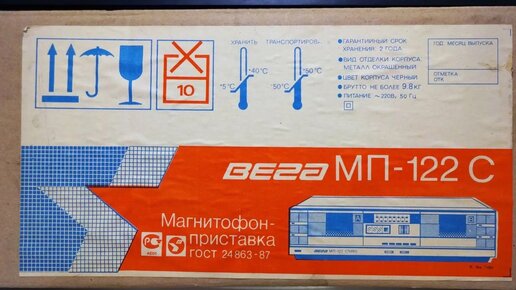 ХРАНИТЬ
ТРАНСПОРТИРОВ-
+40°C
+5°C
+50°C
-50°C
10
• ГАРАНТИЙНЫЙ СРОК
ХРАНЕНИЯ 2 ГОДА
• ВИД ОТДЕЛКИ КОРПУСА:
МЕТАЛЛ ОКРАШЕННЫЙ
• ЦВЕТ КОРПУСА ЧЕРНЫЙ
• БРУТТО НЕ БОЛЕЕ 9.8 КГ
• ПИТАНИЕ ~220В, 50 Гц
ГОД, МЕСЯЦ ВЫПУСКА
ОТМЕТКА
ОТК
ВЕГА МП-122 С
Магнитофон-
приставка
ГОСТ 24863-87